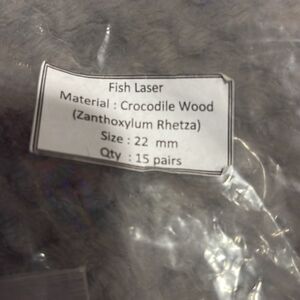 Fish Laser
Material : Crocodile Wood
(Zanthoxylum Rhetza)
Size : 22 mm
Qty : 15 pairs